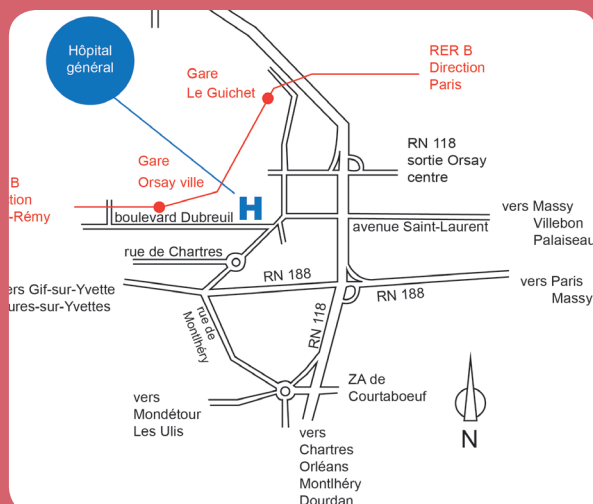 Hôpital
général
RER B
Direction
Paris
Gare
Le Guichet
RN 118
sortie Orsay
centre
Gare
Orsay ville
B
tion
-Rémy
H
boulevard Dubreuil
avenue Saint-Laurent
vers Massy
Villebon
Palaiseau
rue de Chartres
RN 188
RN 188
vers Paris
Massy
ers Gif-sur-Yvette
ures-sur-Yvettes
rue de
Montlhéry
RN 118
ZA de
Courtaboeuf
vers
Mondétour
Les Ulis
vers
Chartres
Orléans
Montlhéry
Dourdan
N